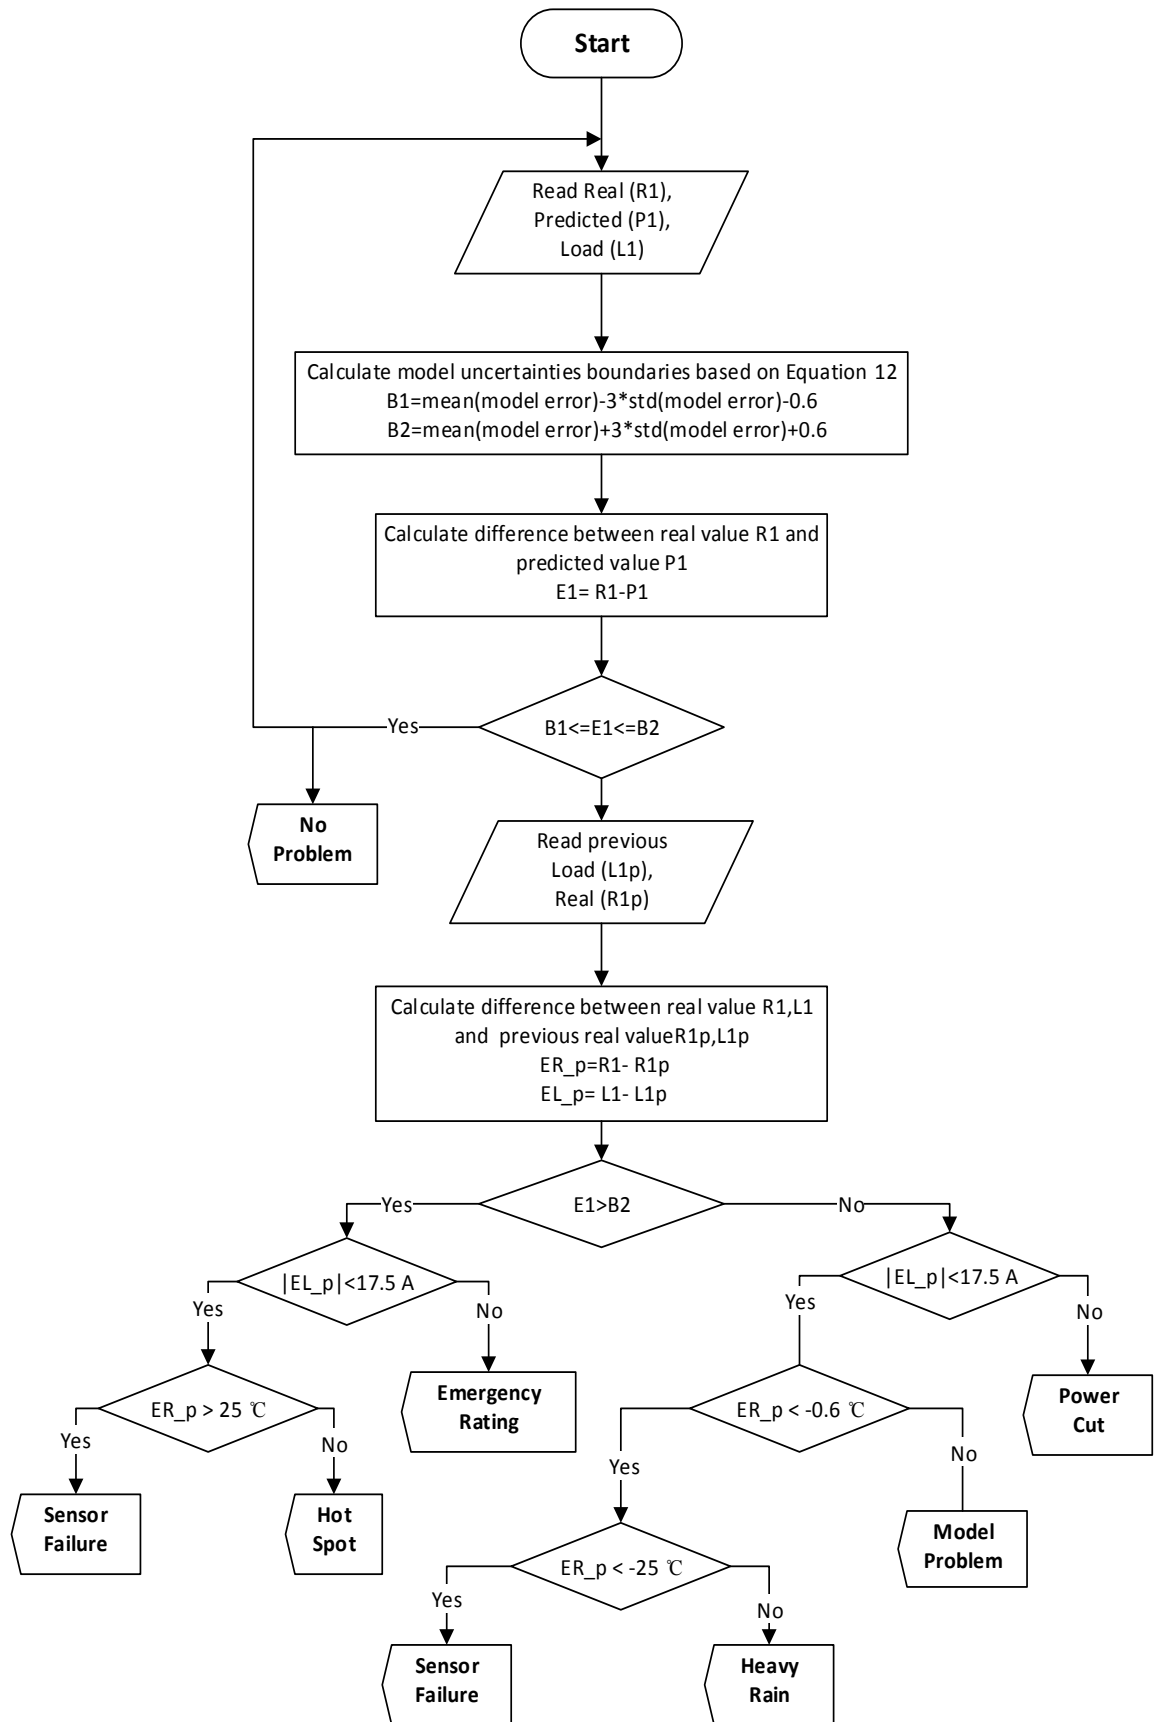 Start
Read Real (R1),
Predicted (P1),
Load (L1)
Calculate model uncertainties boundaries based on Equation 12
B1=mean(model error)-3*std(model error)-0.6
B2=mean(model error)+3*std(model error)+0.6
Calculate difference between real value R1 and
predicted value P1
E1= R1-P1
B1<=E1<=B2
Yes
No
Problem
Read previous
Load (L1p),
Real (R1p)
Calculate difference between real value R1,L1
and previous real valueR1p,L1p
ER_p=R1- R1p
EL_p= L1- L1p
E1>B2
Yes
No
|EL_p|<17.5 A
Yes
No
|EL_p|<17.5 A
Yes
No
ER_p > 25 ℃
Yes
No
Emergency
Rating
ER_p < -0.6 ℃
Yes
No
Power
Cut
Sensor
Failure
Hot
Spot
Model
Problem
ER_p < -25 ℃
Yes
No
Sensor
Failure
Heavy
Rain